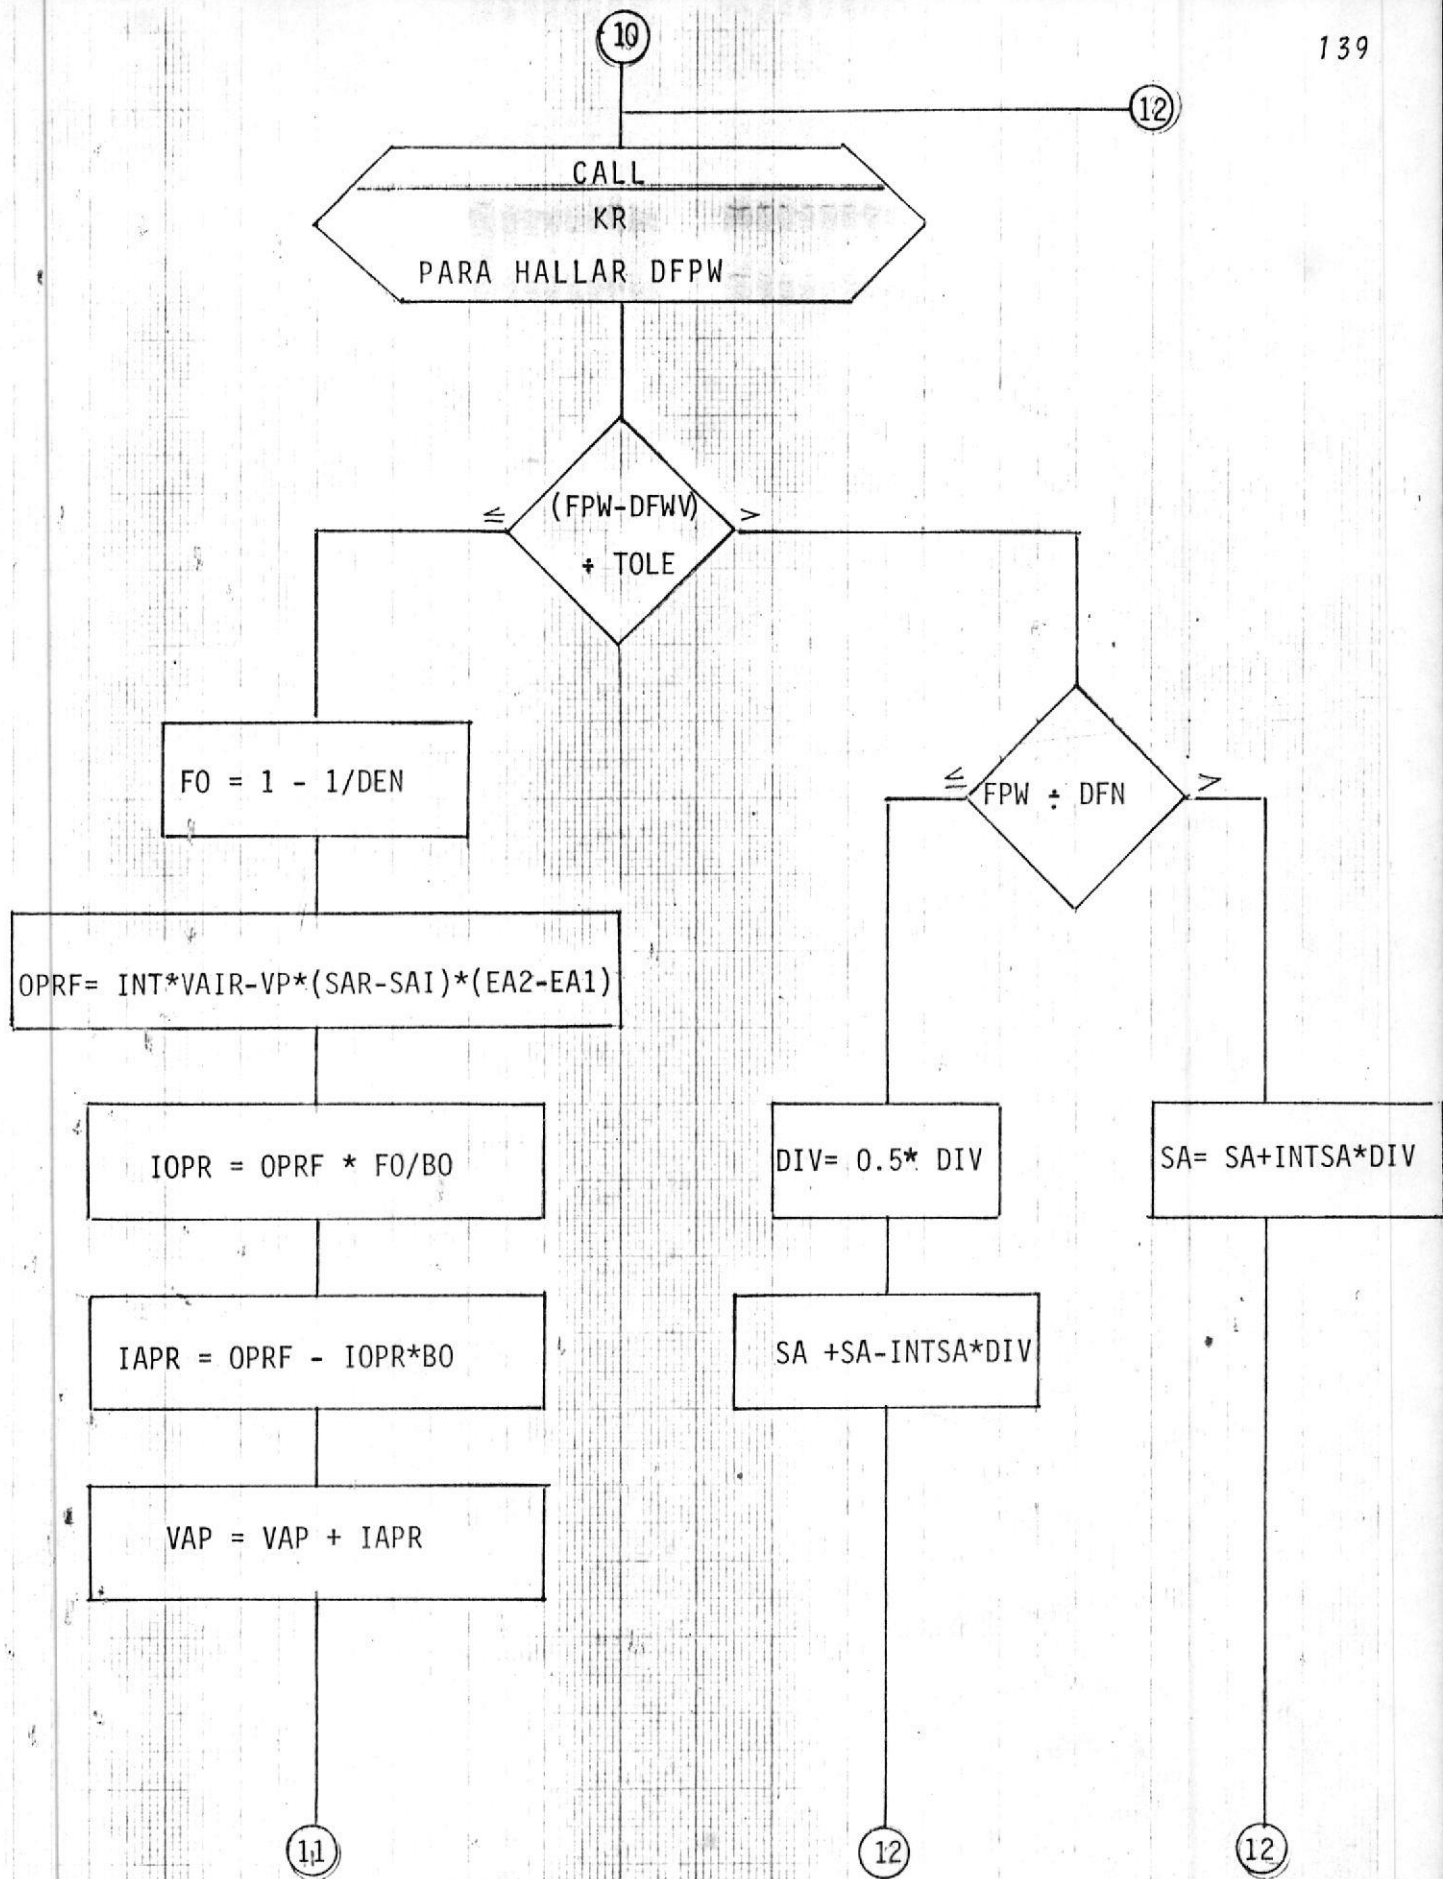 10
139
12
CALL
KR
PARA HALLAR DFPW
≤
(FPW-DFWV)
÷ TOLE
>
FO = 1 - 1/DEN
≤
FPW ÷ DFN
>
OPRF= INT*VAIR-VP*(SAR-SAI)*(EA2-EA1)
IOPR = OPRF * FO/BO
DIV= 0.5* DIV
SA= SA+INTSA*DIV
IAPR = OPRF - IOPR*BO
SA +SA-INTSA*DIV
VAP = VAP + IAPR
11
12
12